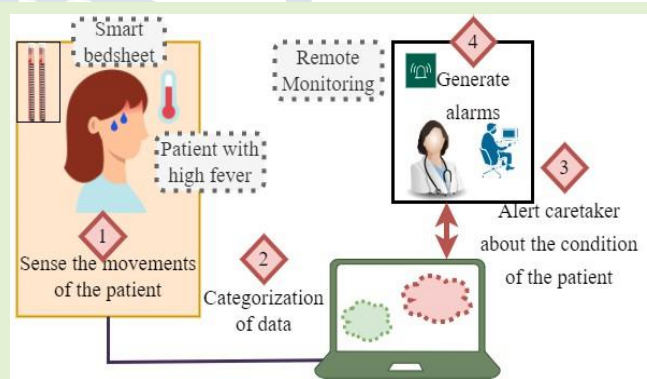 Smart
bedsheet
Patient with
high fever
1
Sense the movements
of the patient
2
Categorization
of data
Remote
Monitoring
4
Generate
alarms
3
Alert caretaker
about the condition
of the patient